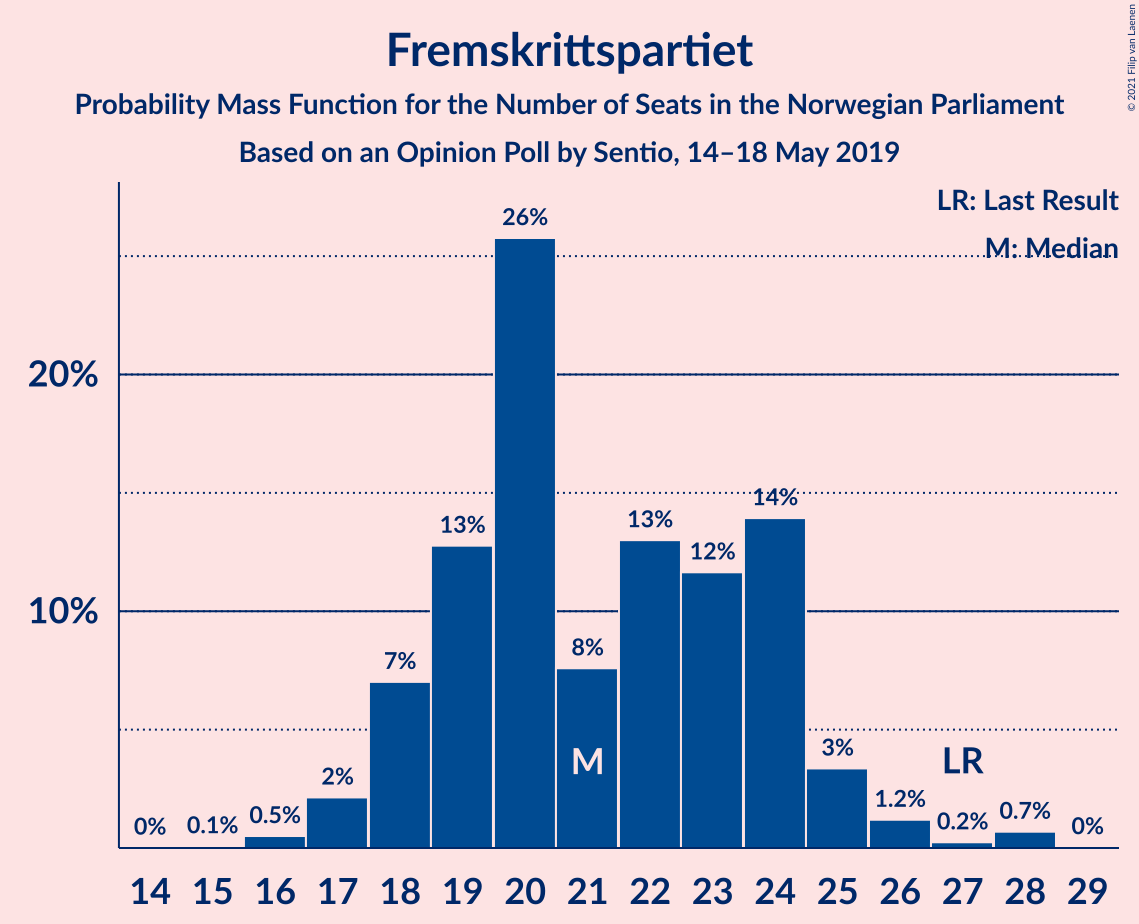 © 2021 Filip van Laenen
Fremskrittspartiet
Probability Mass Function for the Number of Seats in the Norwegian Parliament
Based on an Opinion Poll by Sentio, 14–18 May 2019
LR: Last Result
M: Median
26%
20%
14%
13%
13%
12%
10%
8%
7%
M
LR
3%
2%
1.2%
0.7%
0.5%
0.2%
0%
0.1%
0%
14 15 16 17 18 19 20 21 22 23 24 25 26 27 28 29